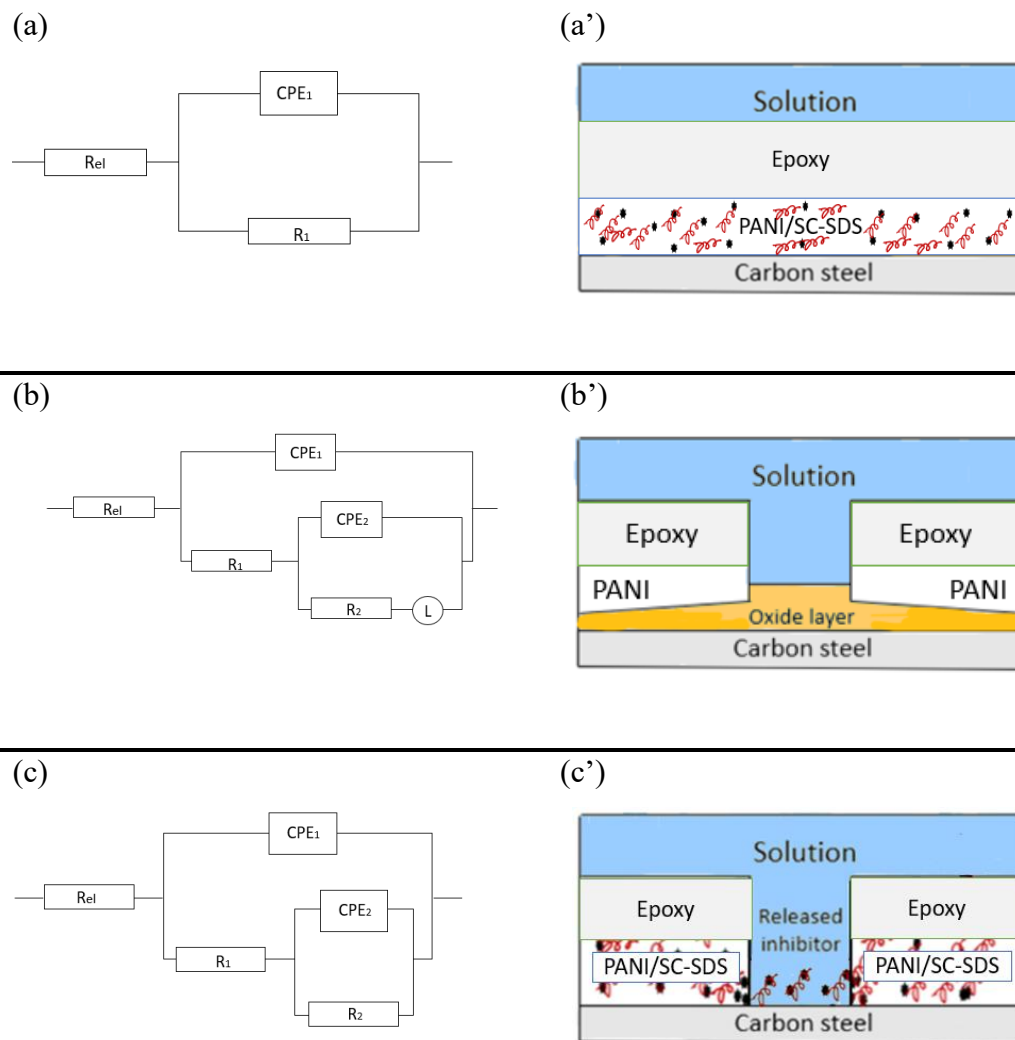 (a) (a’)
CPE₁
Solution
Rel
Epoxy
R₁
PANI/SC-SDS
Carbon steel
(b) (b’)
CPE₁
Solution
Rel
CPE₂
Epoxy Epoxy
R₁
PANI PANI
R₂ L
Oxide layer
Carbon steel
(c) (c’)
CPE₁
Solution
Rel
CPE₂
Epoxy Released Epoxy
inhibitor
R₁
PANI/SC-SDS PANI/SC-SDS
R₂
Carbon steel